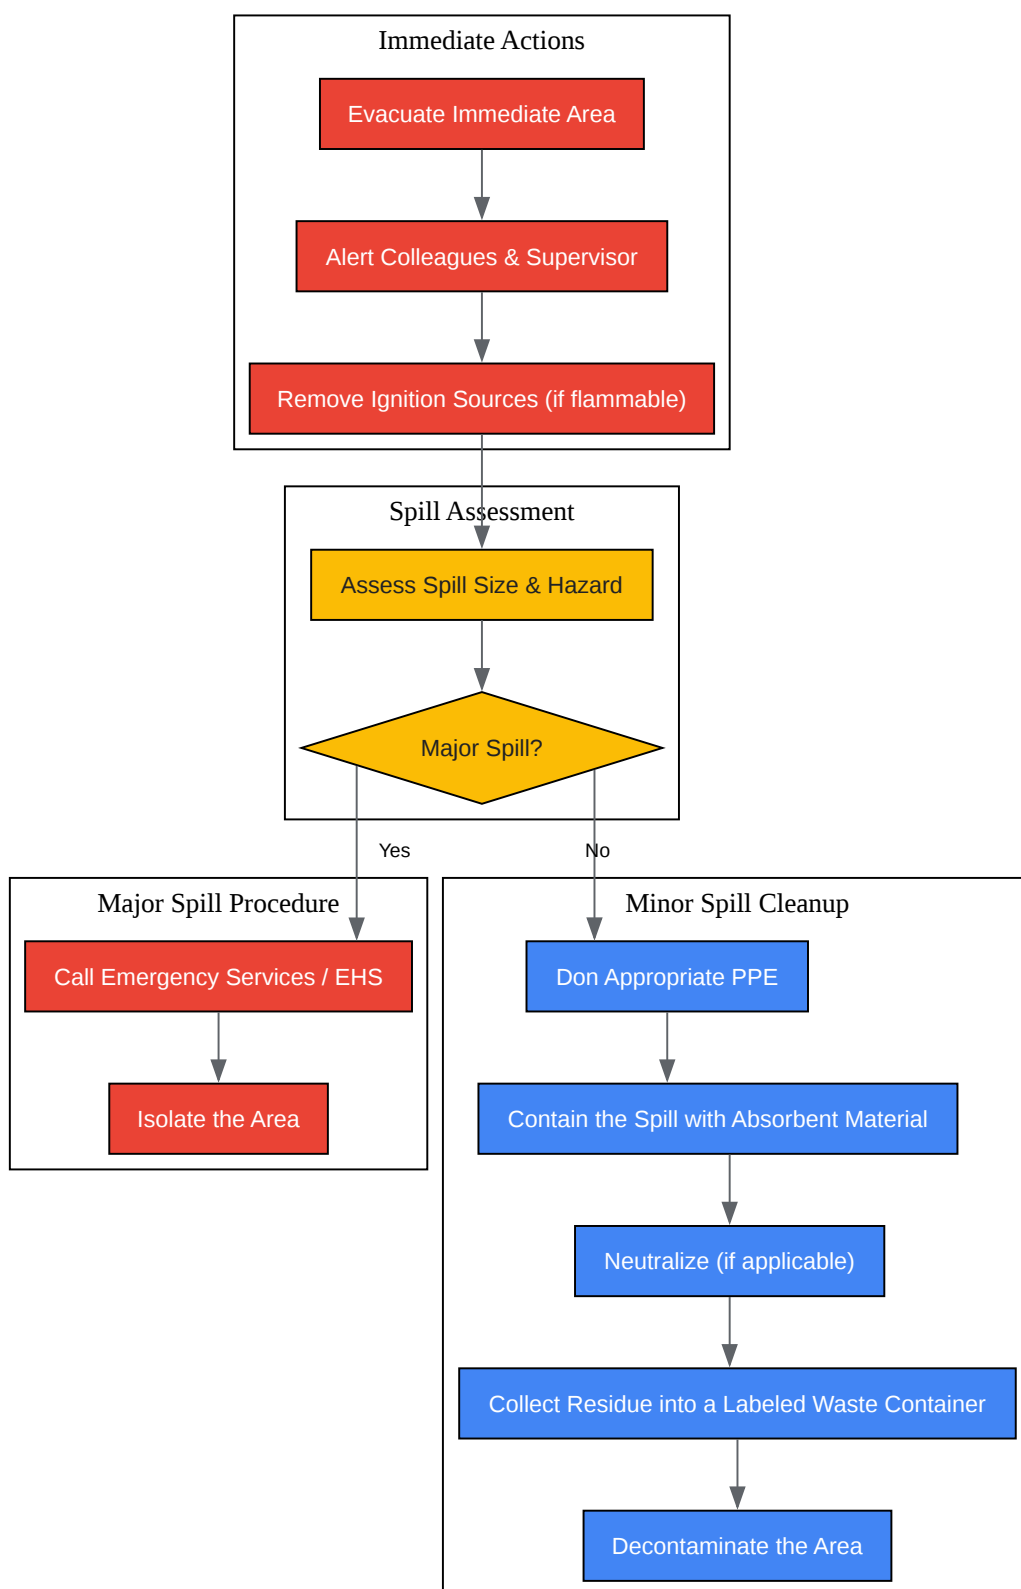 Immediate Actions
Evacuate Immediate Area
Alert Colleagues & Supervisor
Remove Ignition Sources (if flammable)
Spill Assessment
Assess Spill Size & Hazard
Major Spill?
Yes
No
Major Spill Procedure
Call Emergency Services / EHS
Isolate the Area
Minor Spill Cleanup
Don Appropriate PPE
Contain the Spill with Absorbent Material
Neutralize (if applicable)
Collect Residue into a Labeled Waste Container
Decontaminate the Area